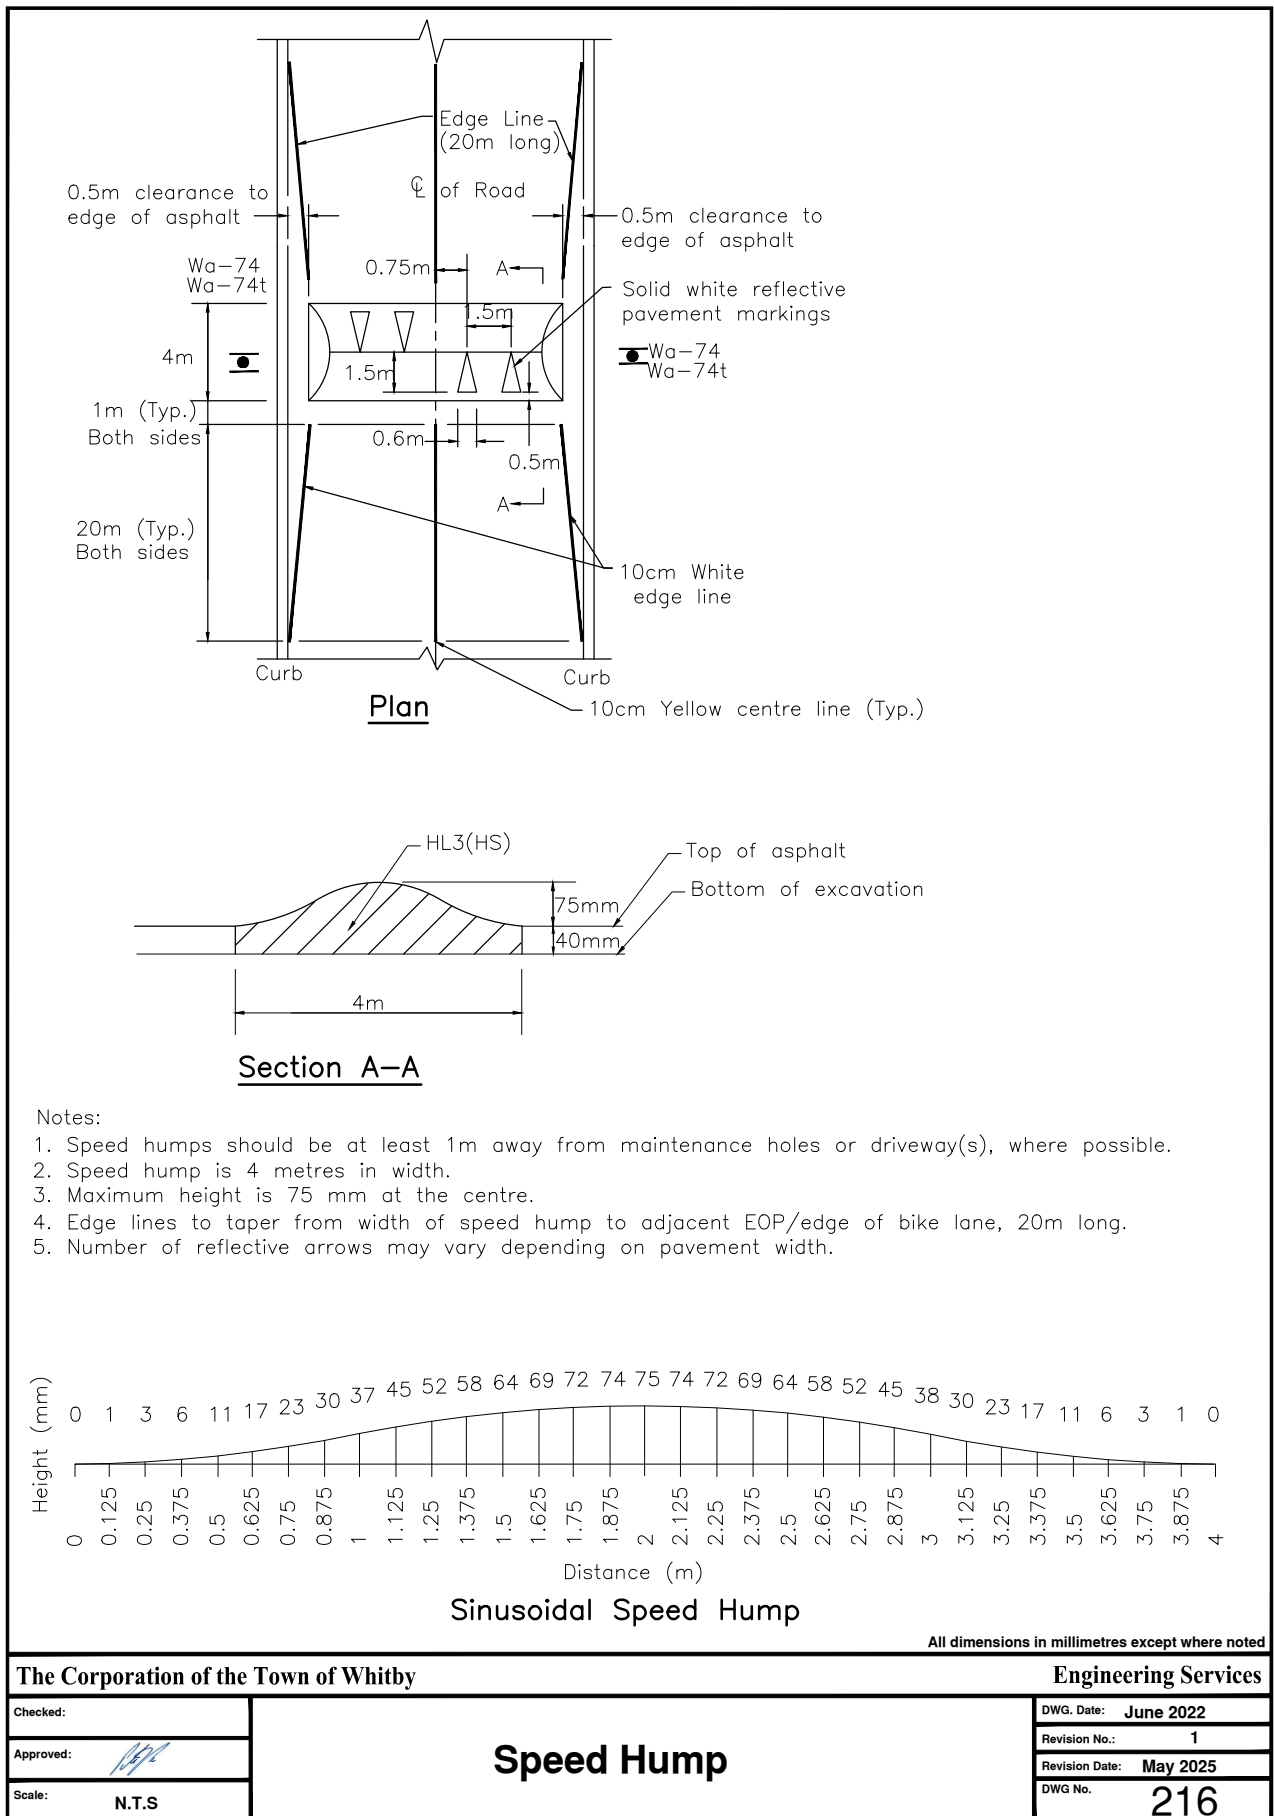 Edge Line
(20m long)
0.5m clearance to
edge of asphalt
℄ of Road
0.5m clearance to
edge of asphalt
Wa-74
Wa-74t
0.75m
A
Solid white reflective
pavement markings
1.5m
4m
1.5m
Wa-74
Wa-74t
1m (Typ.)
Both sides
0.6m
0.5m
A
20m (Typ.)
Both sides
10cm White
edge line
Curb
Curb
Plan
10cm Yellow centre line (Typ.)
HL3(HS)
Top of asphalt
Bottom of excavation
75mm
40mm
4m
Section A-A
Notes:
1. Speed humps should be at least 1m away from maintenance holes or driveway(s), where possible.
2. Speed hump is 4 metres in width.
3. Maximum height is 75 mm at the centre.
4. Edge lines to taper from width of speed hump to adjacent EOP/edge of bike lane, 20m long.
5. Number of reflective arrows may vary depending on pavement width.
Height (mm)
0 1 3 6 11 17 23 30 37 45 52 58 64 69 72 74 75 74 72 69 64 58 52 45 38 30 23 17 11 6 3 1 0
0 0.125 0.25 0.375 0.5 0.625 0.75 0.875 1 1.125 1.25 1.375 1.5 1.625 1.75 1.875 2 2.125 2.25 2.375 2.5 2.625 2.75 2.875 3 3.125 3.25 3.375 3.5 3.625 3.75 3.875 4
Distance (m)
Sinusoidal Speed Hump
All dimensions in millimetres except where noted
The Corporation of the Town of Whitby
Engineering Services
Checked:
Approved:
Scale: N.T.S
Speed Hump
DWG. Date: June 2022
Revision No.: 1
Revision Date: May 2025
DWG No. 216